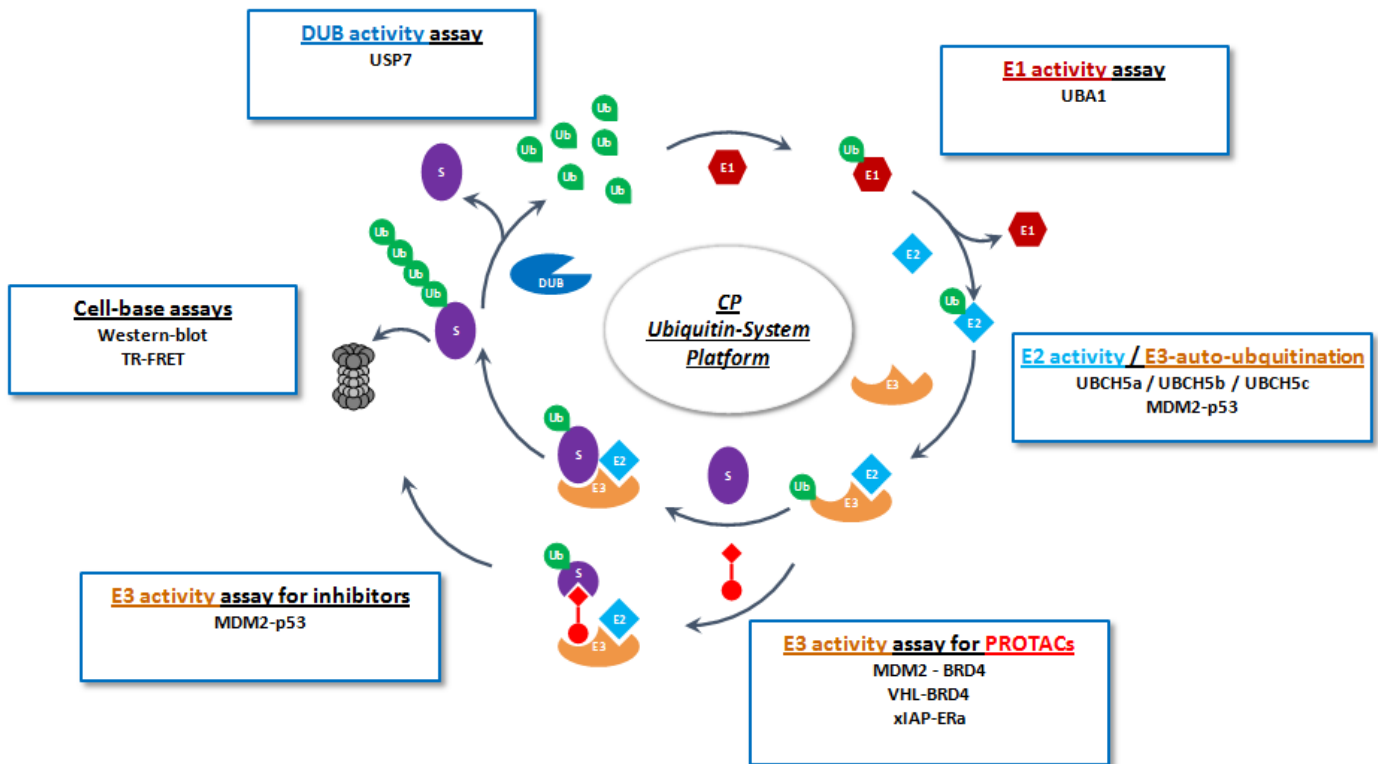 DUB activity assay
USP7
E1 activity assay
UBA1
Ub
Ub
Ub
Ub
Ub
Ub
Ub
E1
Ub
E1
S
E1
E2
Ub
E2
DUB
Ub
Ub
Ub
Ub
S
CP
Ubiquitin-System
Platform
Cell-base assays
Western-blot
TR-FRET
E2 activity / E3-auto-ubquitination
UBCH5a / UBCH5b / UBCH5c
MDM2-p53
E3
Ub
S
E2
E3
S
Ub
E2
E3
Ub
S
E2
E3
E3 activity assay for inhibitors
MDM2-p53
E3 activity assay for PROTACs
MDM2 - BRD4
VHL-BRD4
xIAP-ERa